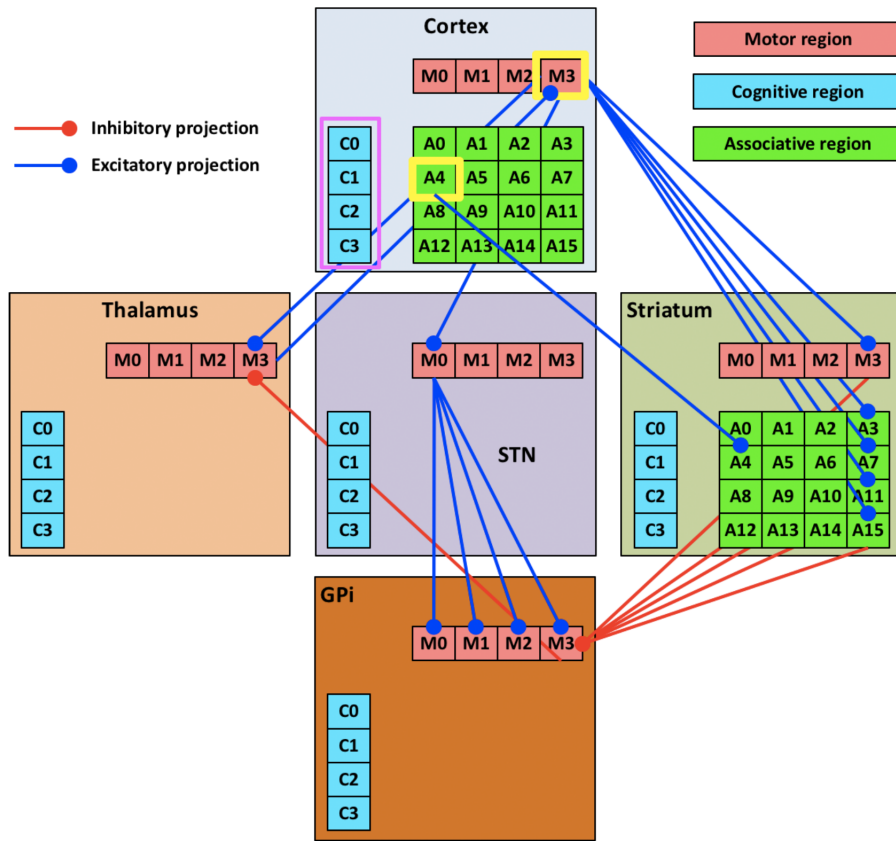 Cortex
M0 M1 M2 M3
C0
C1
C2
C3
A0 A1 A2 A3
A4 A5 A6 A7
A8 A9 A10 A11
A12 A13 A14 A15
Motor region
Cognitive region
Associative region
Inhibitory projection
Excitatory projection
Thalamus
M0 M1 M2 M3
C0
C1
C2
C3
M0 M1 M2 M3
C0
C1
C2
C3
STN
Striatum
M0 M1 M2 M3
C0
C1
C2
C3
A0 A1 A2 A3
A4 A5 A6 A7
A8 A9 A10 A11
A12 A13 A14 A15
GPi
M0 M1 M2 M3
C0
C1
C2
C3